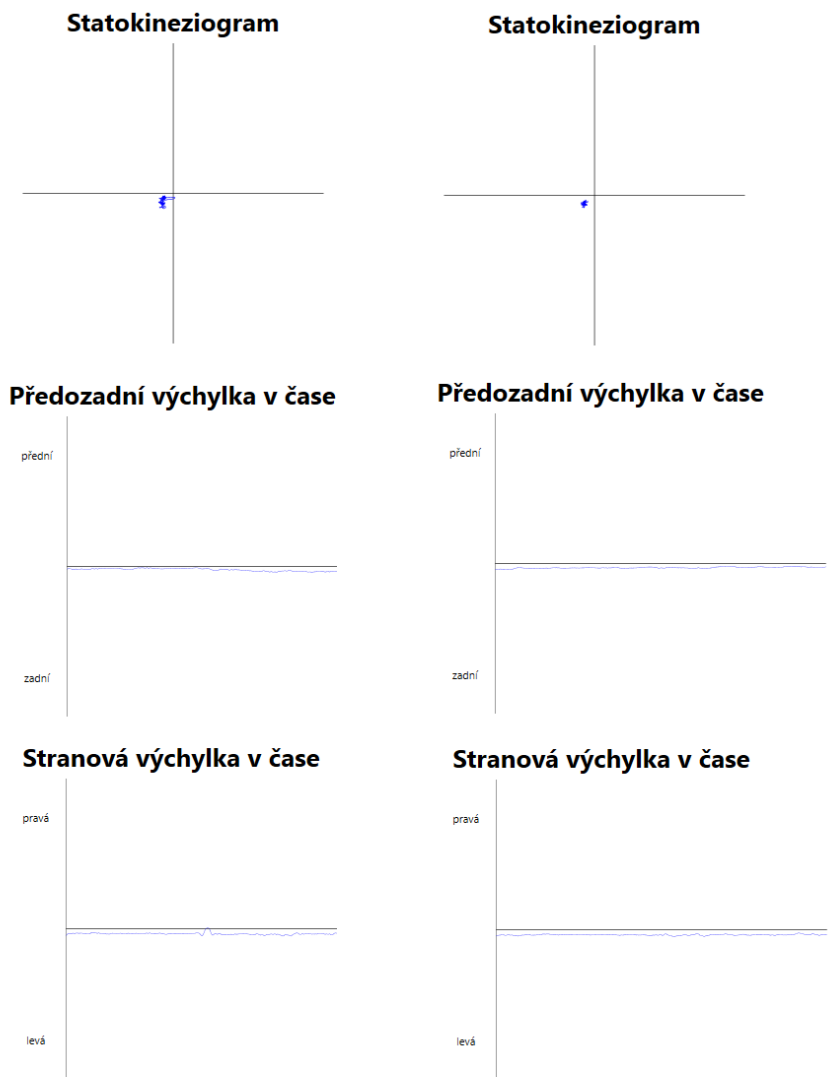 Statokineziogram
Statokineziogram
Předozadní výchylka v čase
Předozadní výchylka v čase
přední
přední
zadní
zadní
Stranová výchylka v čase
Stranová výchylka v čase
pravá
pravá
levá
levá